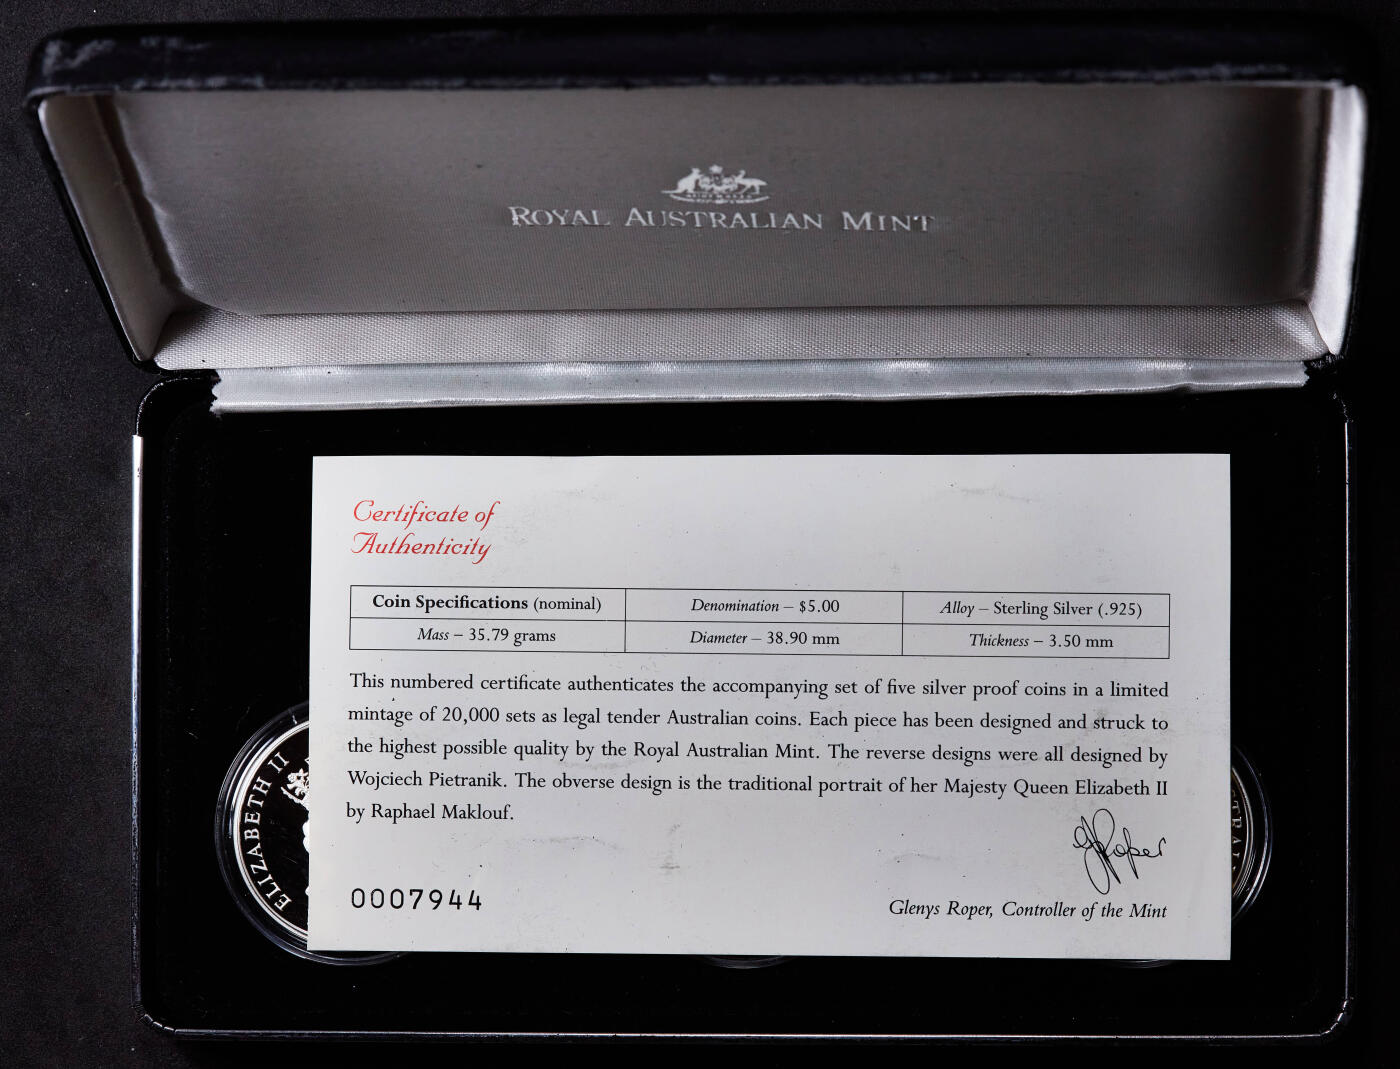 ROYAL AUSTRALIAN MINT
Certificate of
Authenticity
Coin Specifications (nominal)
Denomination – $5.00
Alloy – Sterling Silver (.925)
Mass – 35.79 grams
Diameter – 38.90 mm
Thickness – 3.50 mm
This numbered certificate authenticates the accompanying set of five silver proof coins in a limited
mintage of 20,000 sets as legal tender Australian coins. Each piece has been designed and struck to
the highest possible quality by the Royal Australian Mint. The reverse designs were all designed by
Wojciech Pietranik. The obverse design is the traditional portrait of her Majesty Queen Elizabeth II
by Raphael Maklouf.
GRoper
0007944
Glenys Roper, Controller of the Mint
ELIZABETH II